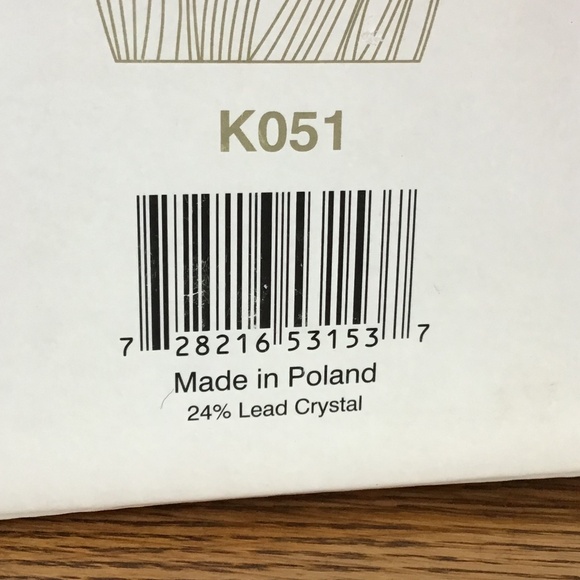 K051
7 28216 53153 7
Made in Poland
24% Lead Crystal